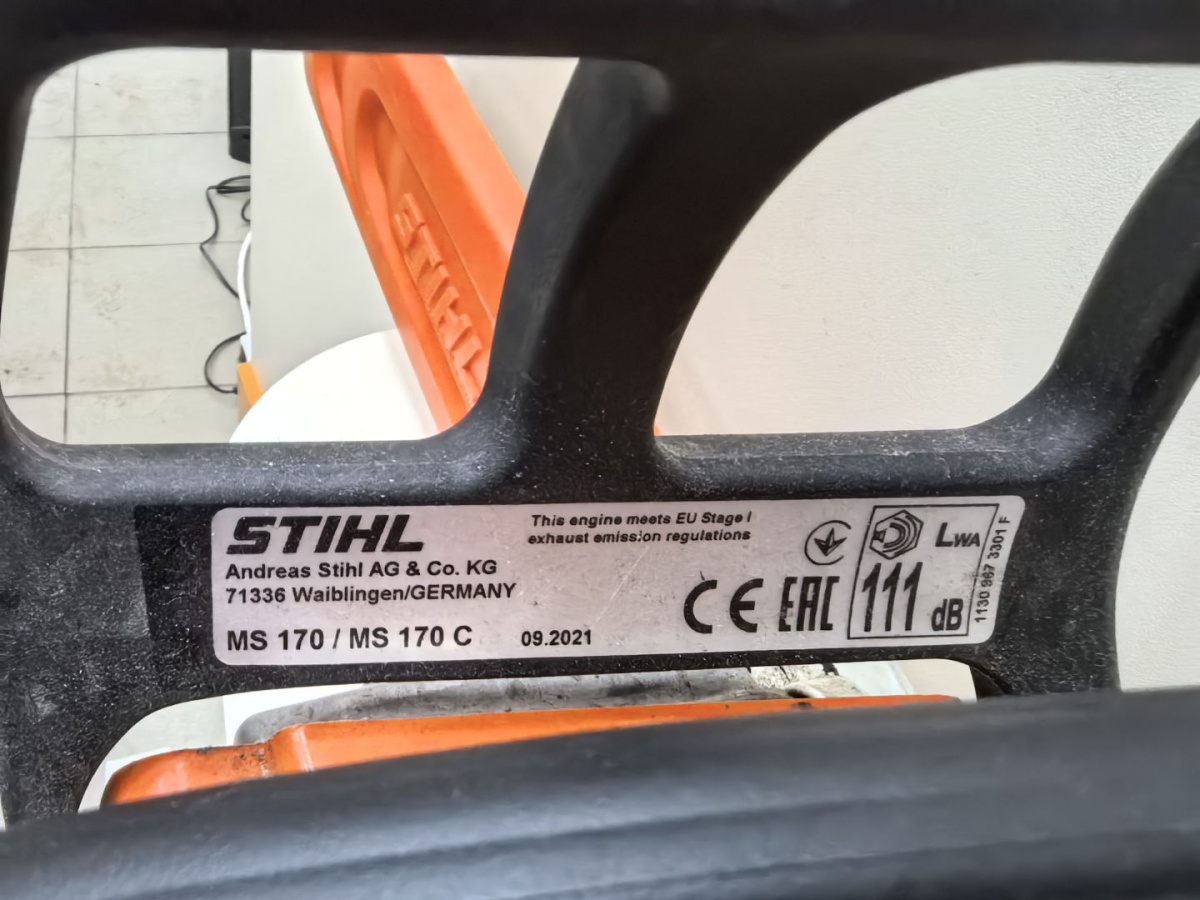 STIHL
STIHL
Andreas Stihl AG & Co. KG
71336 Waiblingen/GERMANY
MS 170 / MS 170 C
09.2021
This engine meets EU Stage I
exhaust emission regulations
CE EAC
LWA
111 dB
1130 967 3301 F